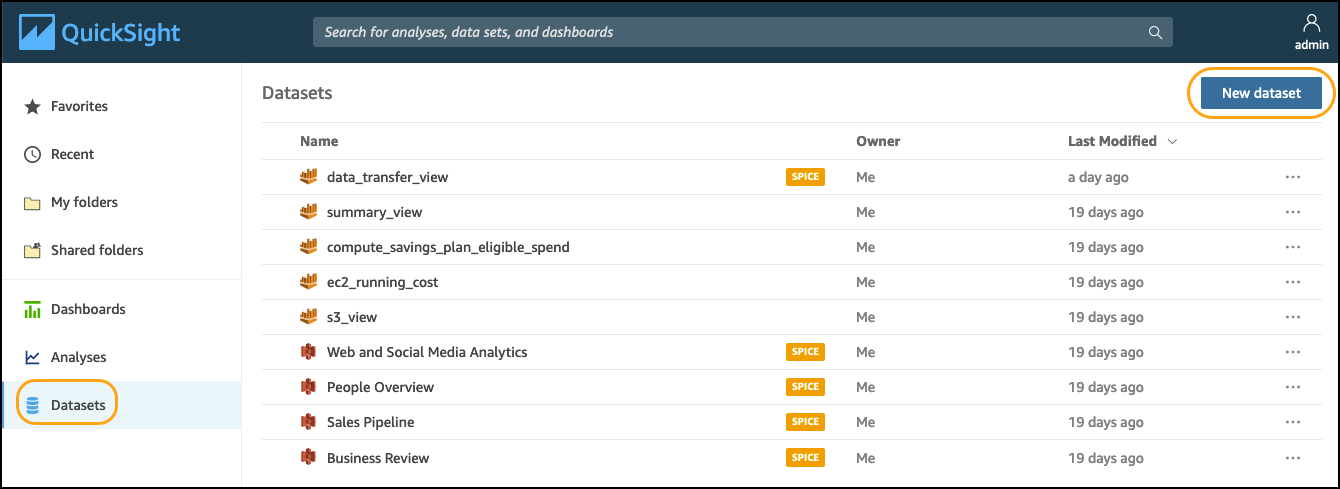 QuickSight
Search for analyses, data sets, and dashboards
admin
Favorites
Recent
My folders
Shared folders
Dashboards
Analyses
Datasets
Datasets
New dataset
Name Owner Last Modified
data_transfer_view SPICE Me a day ago ...
summary_view Me 19 days ago ...
compute_savings_plan_eligible_spend Me 19 days ago ...
ec2_running_cost Me 19 days ago ...
s3_view Me 19 days ago ...
Web and Social Media Analytics SPICE Me 19 days ago ...
People Overview SPICE Me 19 days ago ...
Sales Pipeline SPICE Me 19 days ago ...
Business Review SPICE Me 19 days ago ...